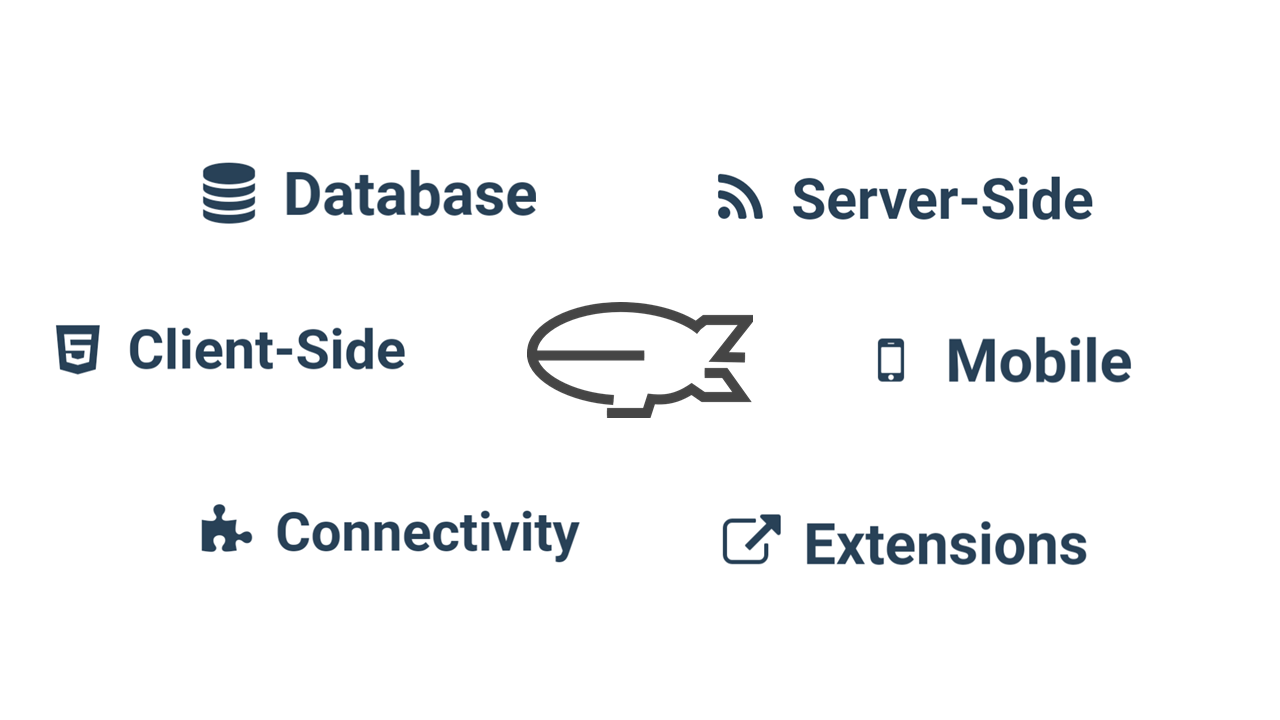 Database
Server-Side
Client-Side
Mobile
Connectivity
Extensions